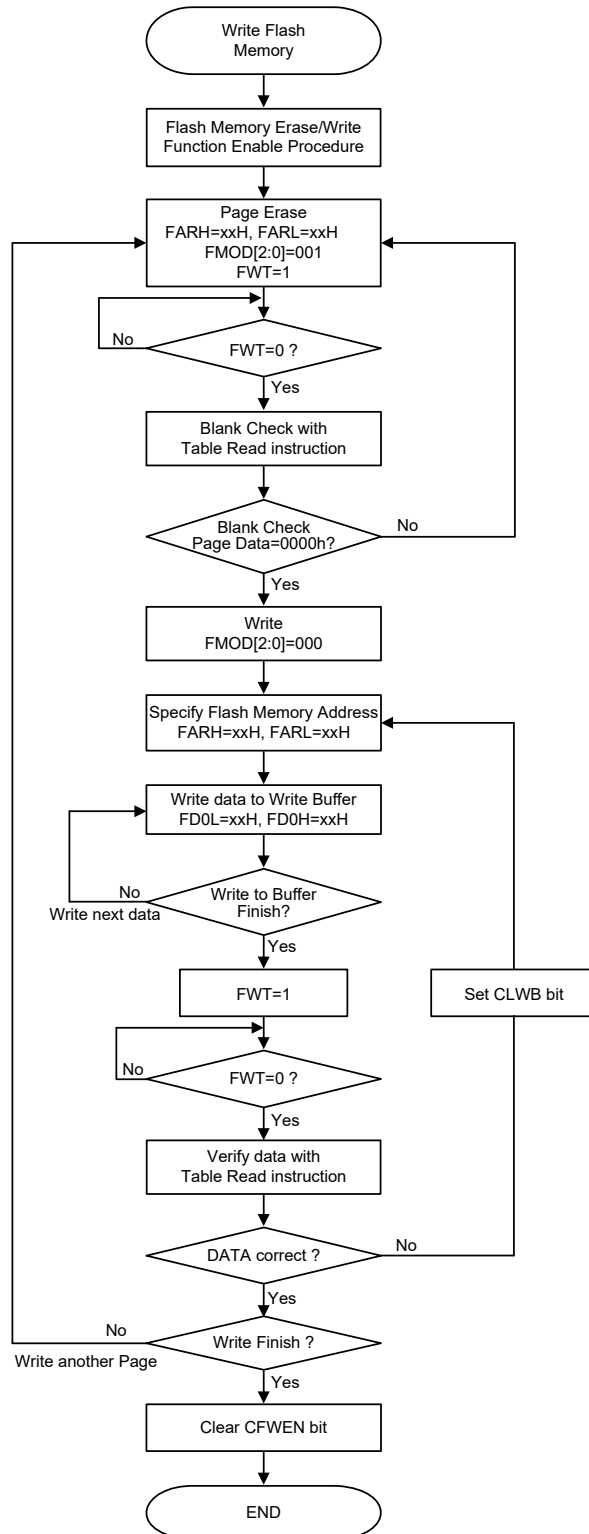 Write Flash
Memory
Flash Memory Erase/Write
Function Enable Procedure
Page Erase
FARH=xxH, FARL=xxH
FMOD[2:0]=001
FWT=1
No
FWT=0 ?
Yes
Blank Check with
Table Read instruction
Blank Check
Page Data=0000h?
No
Yes
Write
FMOD[2:0]=000
Specify Flash Memory Address
FARH=xxH, FARL=xxH
Write data to Write Buffer
FD0L=xxH, FD0H=xxH
No
Write next data
Write to Buffer
Finish?
Yes
FWT=1
Set CLWB bit
No
FWT=0 ?
Yes
Verify data with
Table Read instruction
DATA correct ?
No
Yes
No
Write another Page
Write Finish ?
Yes
Clear CFWEN bit
END